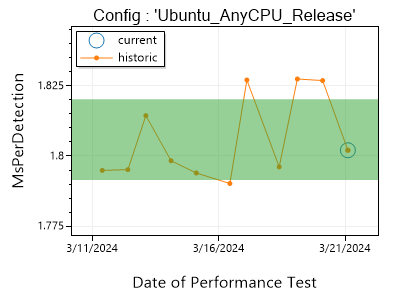 Config : 'Ubuntu_AnyCPU_Release'
current
historic
MsPerDetection
1.825
1.8
1.775
3/11/2024 3/16/2024 3/21/2024
Date of Performance Test